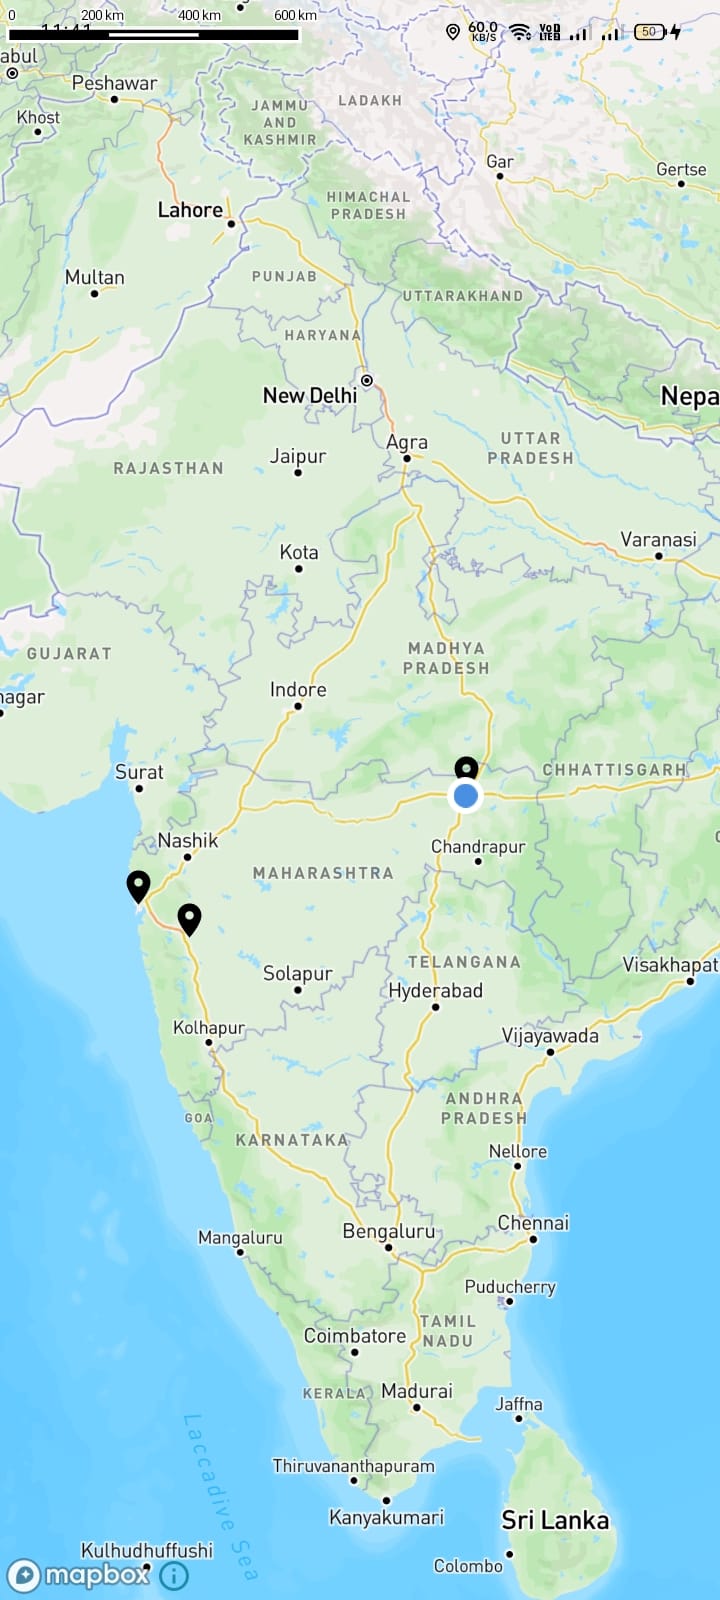 0 200 km 400 km 600 km
11:41
60.0
KB/S
VoD
LTED
50
abul
Peshawar
Khost
JAMMU
AND
KASHMIR
LADAKH
Gar
Gertse
Lahore
HIMACHAL
PRADESH
Multan
PUNJAB
UTTARAKHAND
HARYANA
New Delhi
Nepa
Agra
UTTAR
PRADESH
RAJASTHAN
Jaipur
Kota
Varanasi
GUJARAT
MADHYA
PRADESH
nagar
Indore
Surat
CHHATTISGARH
Nashik
Chandrapur
MAHARASHTRA
TELANGANA
Visakhapat
Solapur
Hyderabad
Kolhapur
Vijayawada
ANDHRA
PRADESH
GOA
KARNATAKA
Nellore
Mangaluru
Bengaluru
Chennai
Puducherry
TAMIL
NADU
Coimbatore
KERALA
Madurai
Jaffna
Laccadive Sea
Thiruvananthapuram
Kanyakumari
Sri Lanka
Kulhudhuffushi
Colombo
mapbox